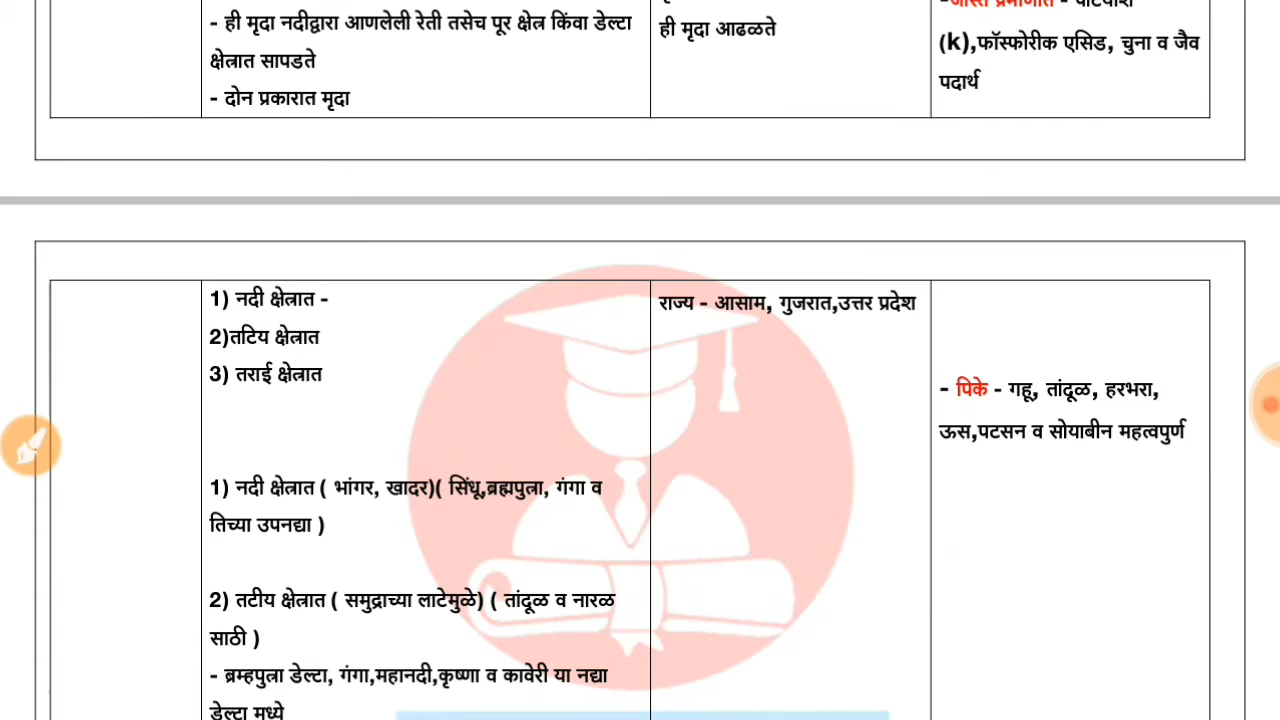 - ही मृदा नदीद्वारा आणलेली रेती तसेच पूर क्षेत्र किंवा डेल्टा
क्षेत्रात सापडते
- दोन प्रकारात मृदा
ही मृदा आढळते
(k),फॉस्फोरीक एसिड, चुना व जैव
पदार्थ
1) नदी क्षेत्रात -
2)तटिय क्षेत्रात
3) तराई क्षेत्रात
1) नदी क्षेत्रात ( भांगर, खादर)( सिंधू,ब्रह्मपुत्रा, गंगा व
तिच्या उपनद्या )
2) तटीय क्षेत्रात ( समुद्राच्या लाटेमुळे) ( तांदूळ व नारळ
साठी )
- ब्रम्हपुत्रा डेल्टा, गंगा,महानदी,कृष्णा व कावेरी या नद्या
डेल्टा मध्ये
राज्य - आसाम, गुजरात,उत्तर प्रदेश
- पिके - गहू, तांदूळ, हरभरा,
ऊस,पटसन व सोयाबीन महत्वपुर्ण